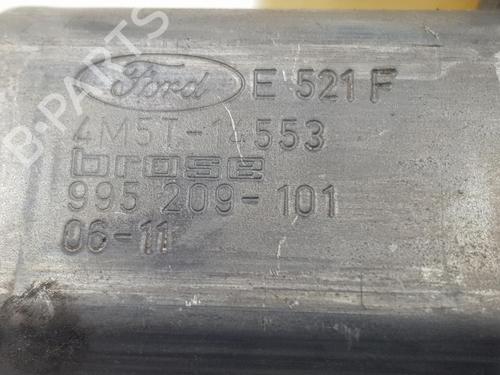 Ford E 521 F
4M5T-14553
brose
995 209-101
06-11
B-PARTS